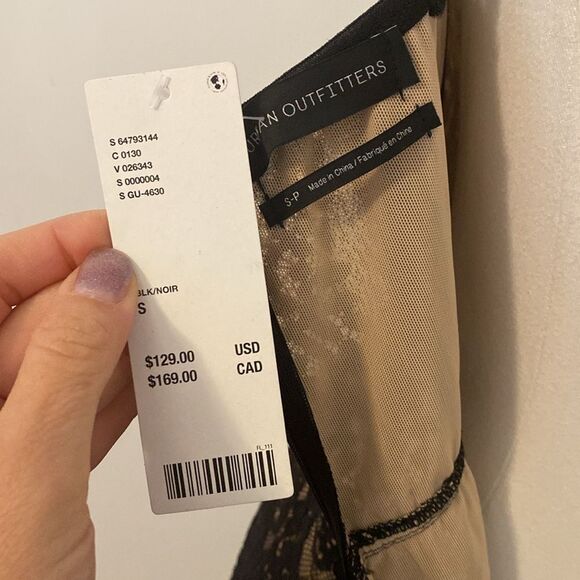 S 64793144
C 0130
V 026343
S 0000004
S GU-4630
BLK/NOIR
S
$129.00 USD
$169.00 CAD
FL_111
URBAN OUTFITTERS
S-P Made in China / Fabriqué en Chine